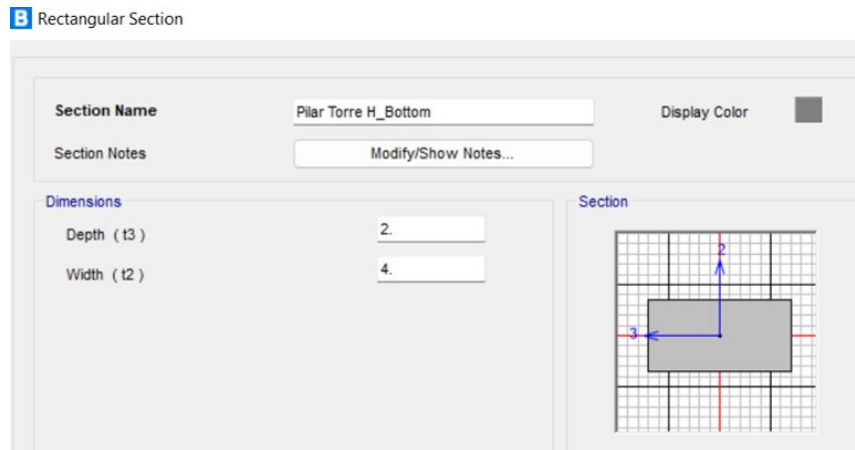 B Rectangular Section
Section Name Pilar Torre H_Bottom Display Color
Section Notes Modify/Show Notes...
Dimensions Section
Depth ( t3 ) 2.
Width ( t2 ) 4.
2
3